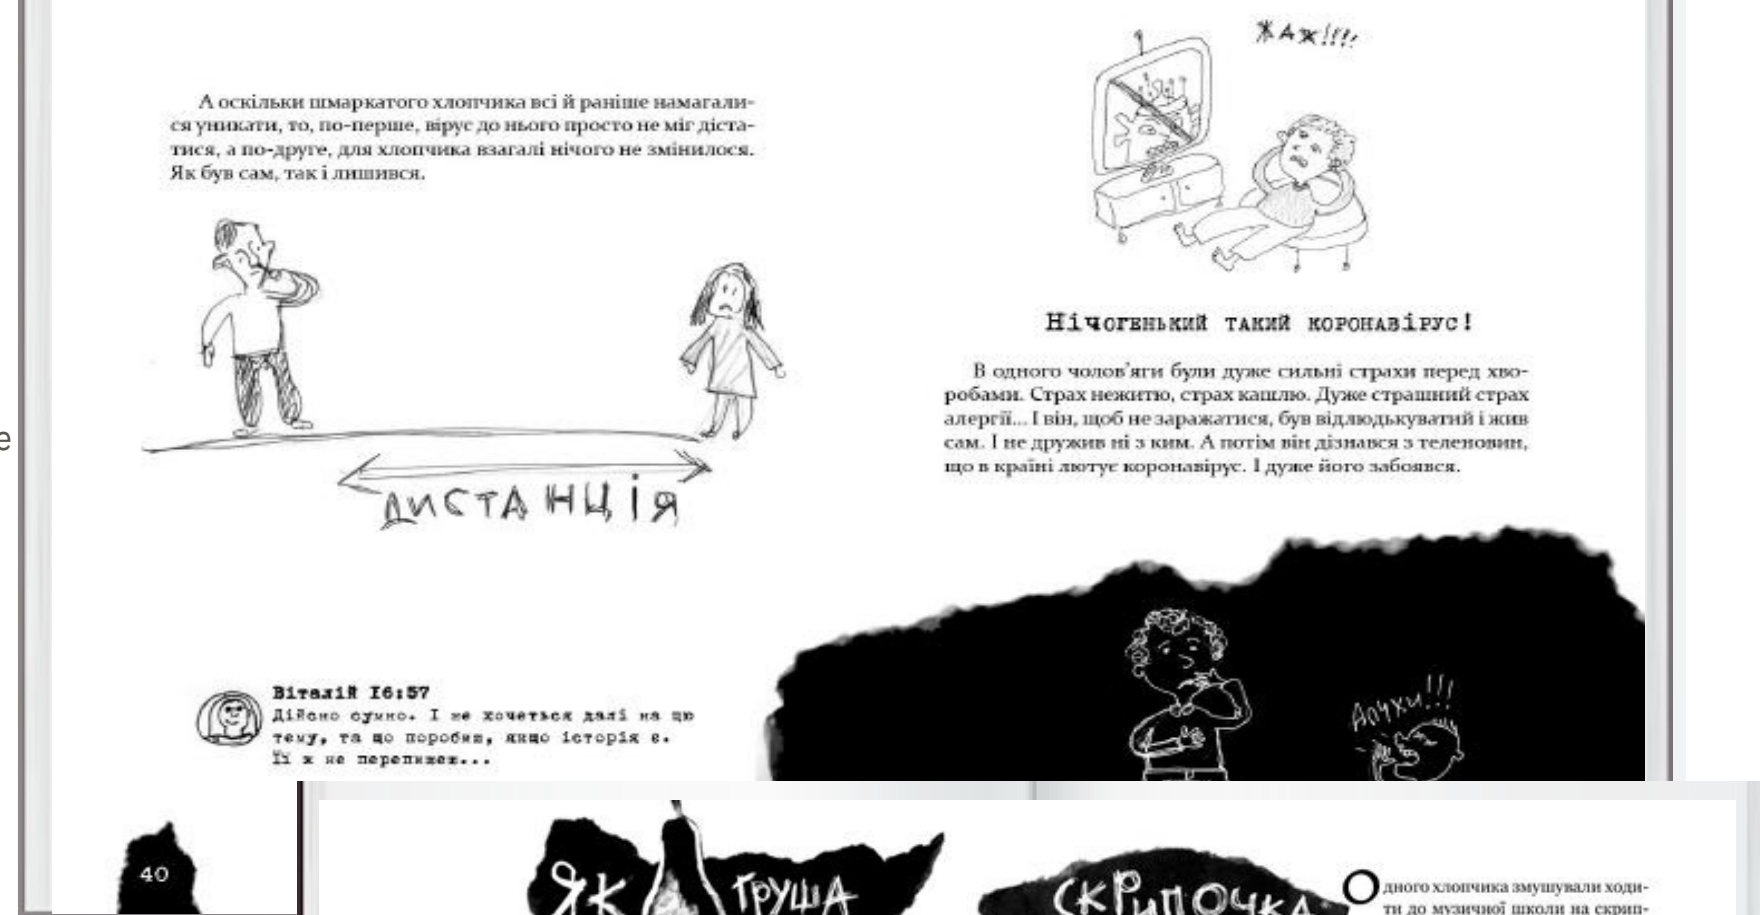 А оскільки шмаркатого хлопчика всі й раніше намагали-
ся уникати, то, по-перше, вірус до нього просто не міг діста-
тися, а по-друге, для хлопчика взагалі нічого не змінилося.
Як був сам, так і лишився.
ДИСТАНЦІЯ
Віталій 16:57
Дійсно сумно. І не хочеться далі на цю
тему, та що поробиш, якщо історія є.
Її ж не перепишеш...
40
ЖАХ!!!!
Нічогенький такий коронавірус!
В одного чолов'яги були дуже сильні страхи перед хво-
робами. Страх нежитю, страх кашлю. Дуже страшний страх
алергії... І він, щоб не заражатися, був відлюдькуватий і жив
сам. І не дружив ні з ким. А потім він дізнався з теленовин,
що в країні лютує коронавірус. І дуже його забоявся.
Апчхи!!!
е
ЯК ГРУША
СКРИПОЧКА
Одного хлопчика змушували ходи-
ти до музичної школи на скрип-